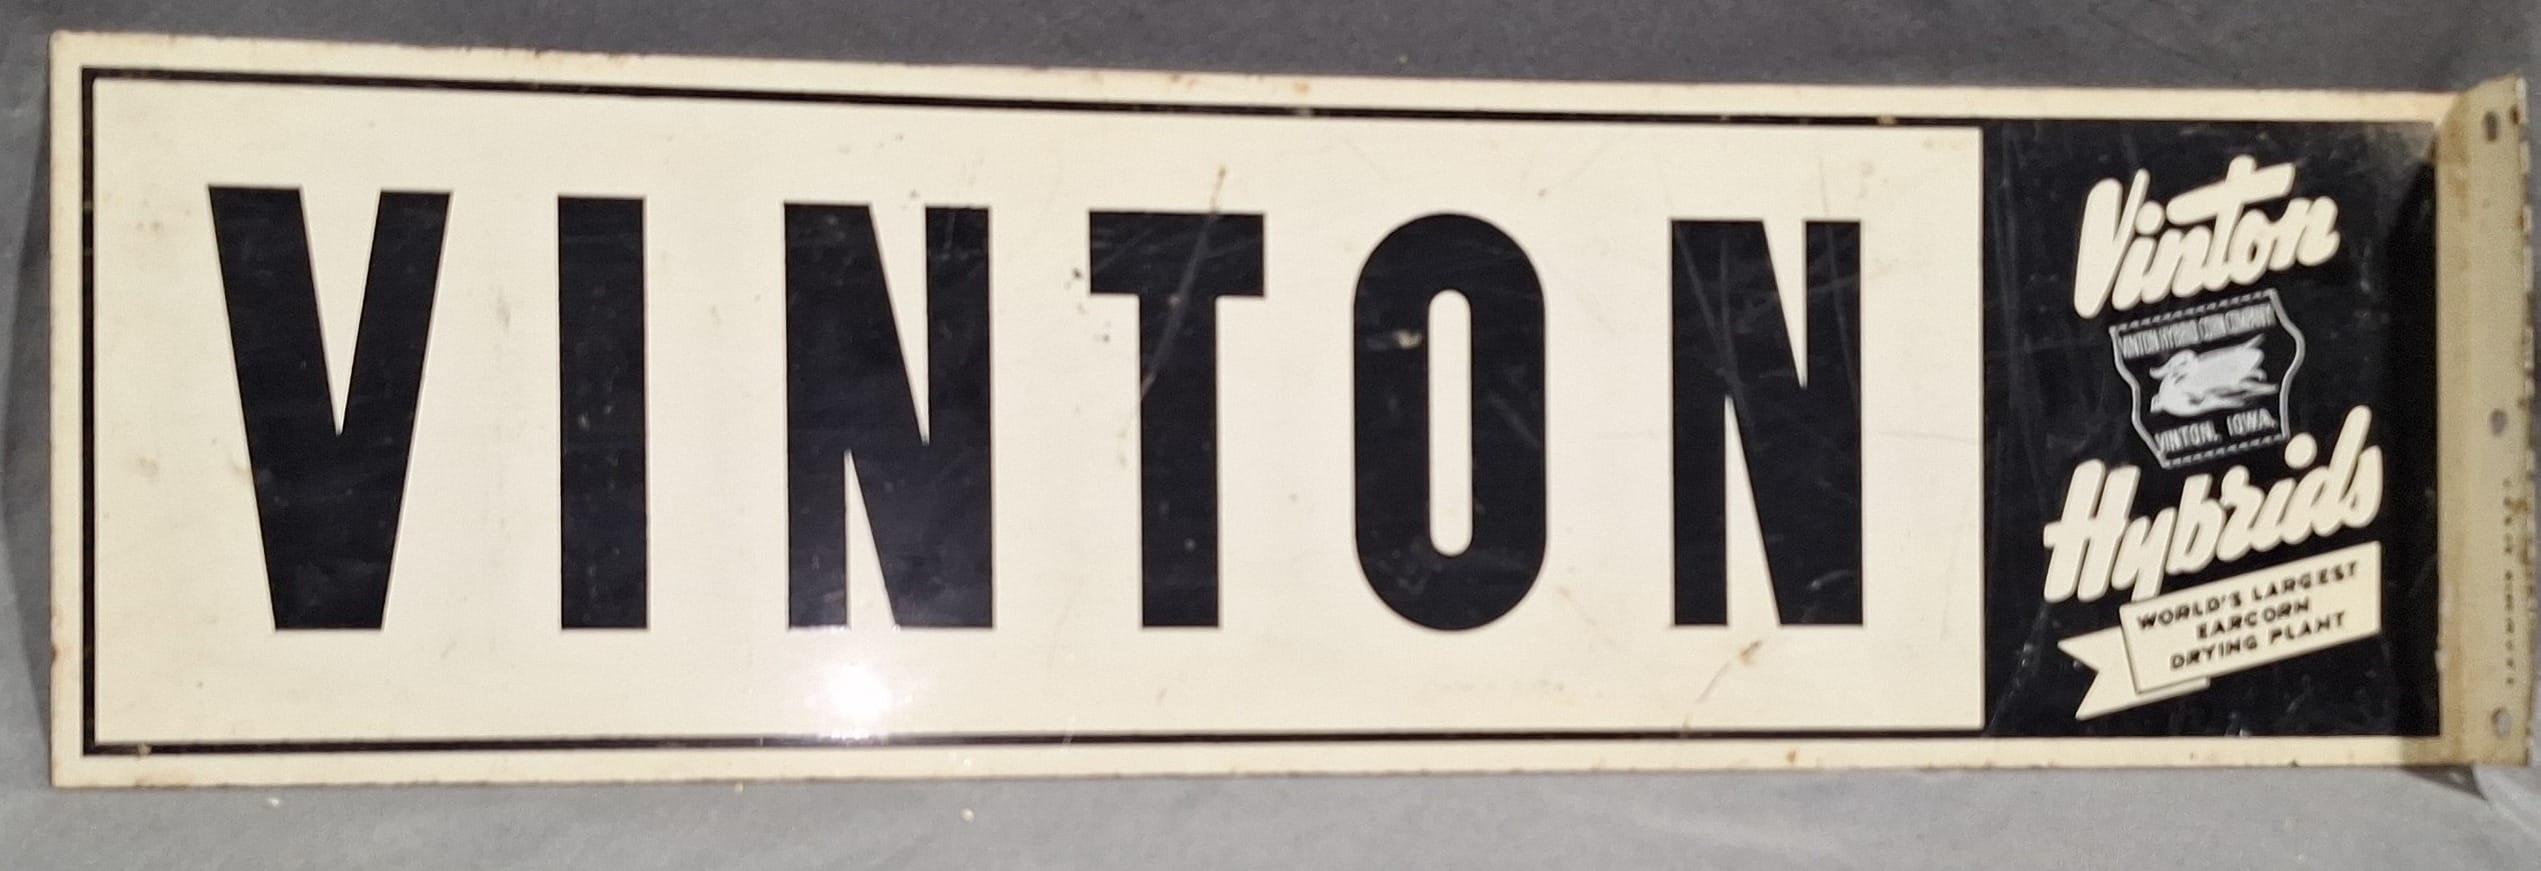 VINTON
Vinton
VINTON HYBRID CORN COMPANY
VINTON, IOWA.
Hybrids
WORLD'S LARGEST
EARCORN
DRYING PLANT